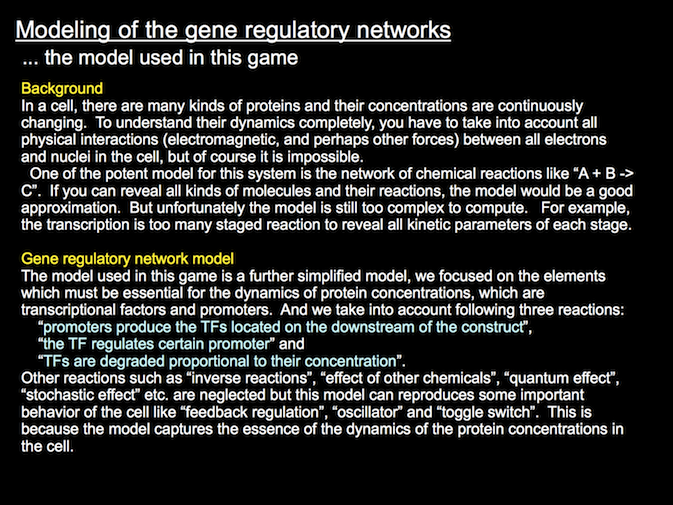 Modeling of the gene regulatory networks
... the model used in this game
Background
In a cell, there are many kinds of proteins and their concentrations are continuously
changing.  To understand their dynamics completely, you have to take into account all
physical interactions (electromagnetic, and perhaps other forces) between all electrons
and nuclei in the cell, but of course it is impossible.
One of the potent model for this system is the network of chemical reactions like “A + B ->
C”.  If you can reveal all kinds of molecules and their reactions, the model would be a good
approximation.  But unfortunately the model is still too complex to compute.   For example,
the transcription is too many staged reaction to reveal all kinetic parameters of each stage.
Gene regulatory network model
The model used in this game is a further simplified model, we focused on the elements
which must be essential for the dynamics of protein concentrations, which are
transcriptional factors and promoters.  And we take into account following three reactions:
“promoters produce the TFs located on the downstream of the construct”,
“the TF regulates certain promoter” and
“TFs are degraded proportional to their concentration”.
Other reactions such as “inverse reactions”, “effect of other chemicals”, “quantum effect”,
“stochastic effect” etc. are neglected but this model can reproduces some important
behavior of the cell like “feedback regulation”, “oscillator” and “toggle switch”.  This is
because the model captures the essence of the dynamics of the protein concentrations in
the cell.